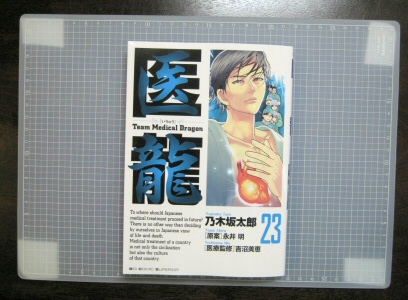 医龍
Team Medical Dragon
乃木坂太郎
[原案]永井 明
[医療監修]吉沼美恵
23
To where should Japanese
medical treatment proceed in future?
There is no other way than deciding
by ourselves in Japanese view
of life and death.
Medical treatment of a country
is not only the civilization
but also the culture
of that country.